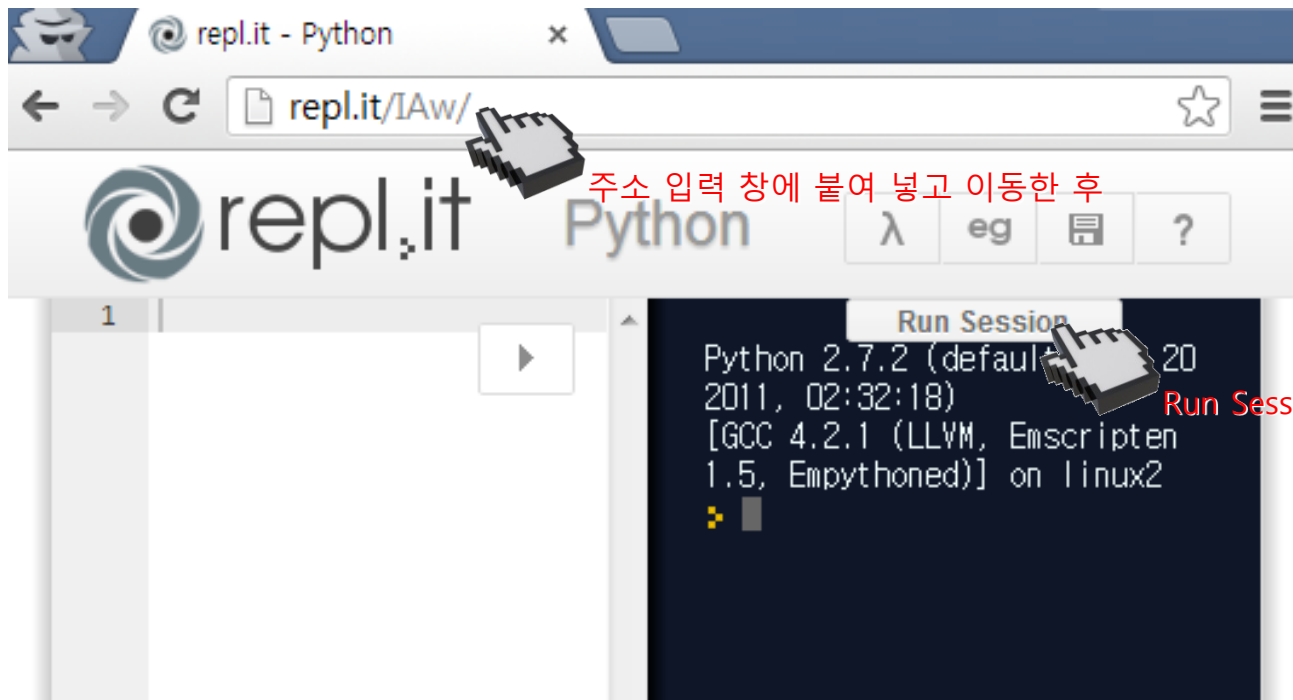 repl.it - Python
repl.it/IAw/
주소 입력 창에 붙여 넣고 이동한 후
repl.it Python λ eg ?
1
Run Session
Python 2.7.2 (default 20
2011, 02:32:18)
[GCC 4.2.1 (LLVM, Emscripten
1.5, Empythoned)] on linux2
>
Run Sess